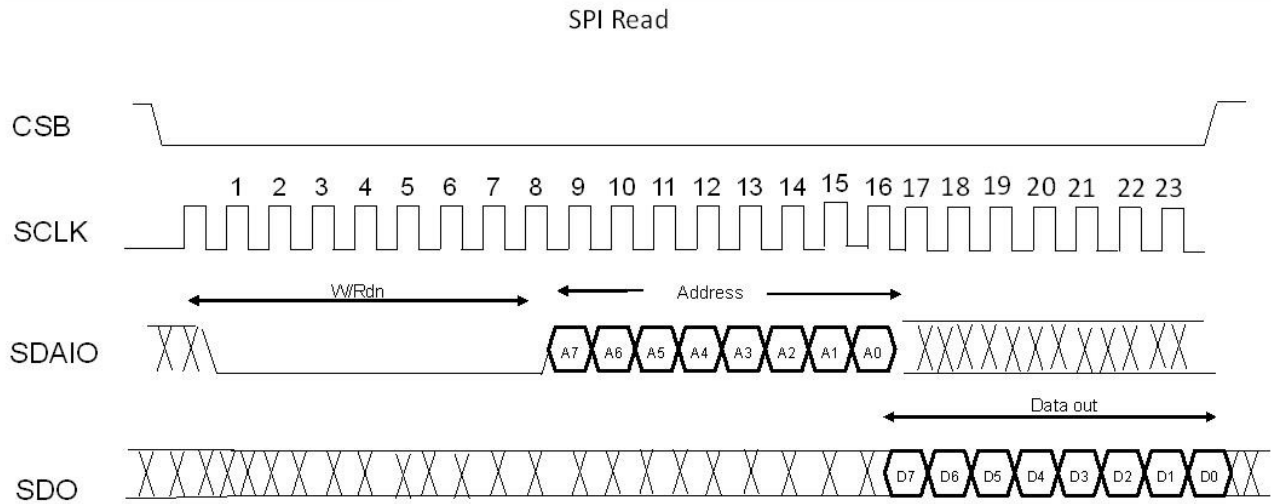 SPI Read
CSB
1 2 3 4 5 6 7 8 9 10 11 12 13 14 15 16 17 18 19 20 21 22 23
SCLK
W/Rdn Address
SDAIO A7 A6 A5 A4 A3 A2 A1 A0
Data out
SDO D7 D6 D5 D4 D3 D2 D1 D0